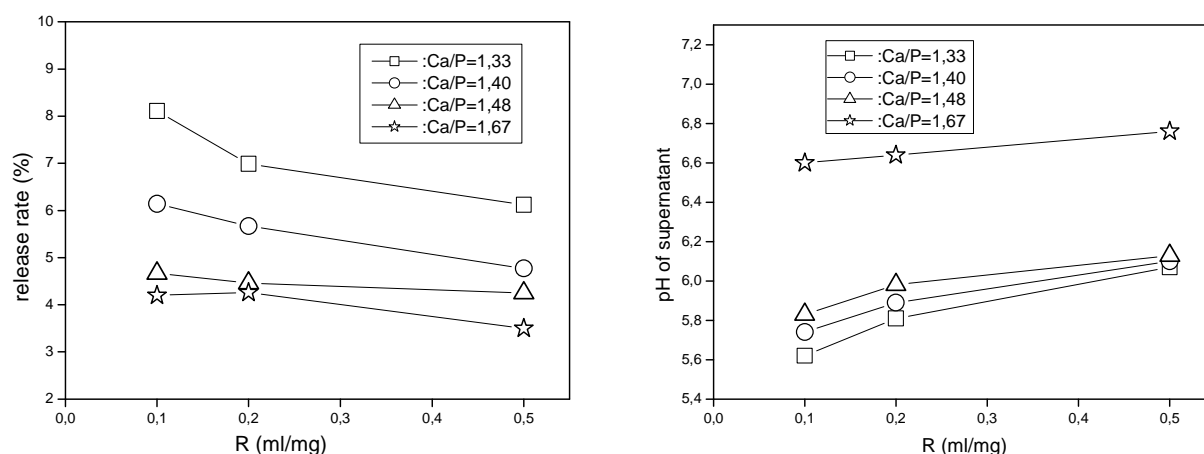 10
9
8
7
6
5
4
3
2
release rate (%)
0,0 0,1 0,2 0,3 0,4 0,5
R (ml/mg)
:Ca/P=1,33
:Ca/P=1,40
:Ca/P=1,48
:Ca/P=1,67
7,2
7,0
6,8
6,6
6,4
6,2
6,0
5,8
5,6
5,4
pH of supernatant
0,0 0,1 0,2 0,3 0,4 0,5
R (ml/mg)
:Ca/P=1,33
:Ca/P=1,40
:Ca/P=1,48
:Ca/P=1,67